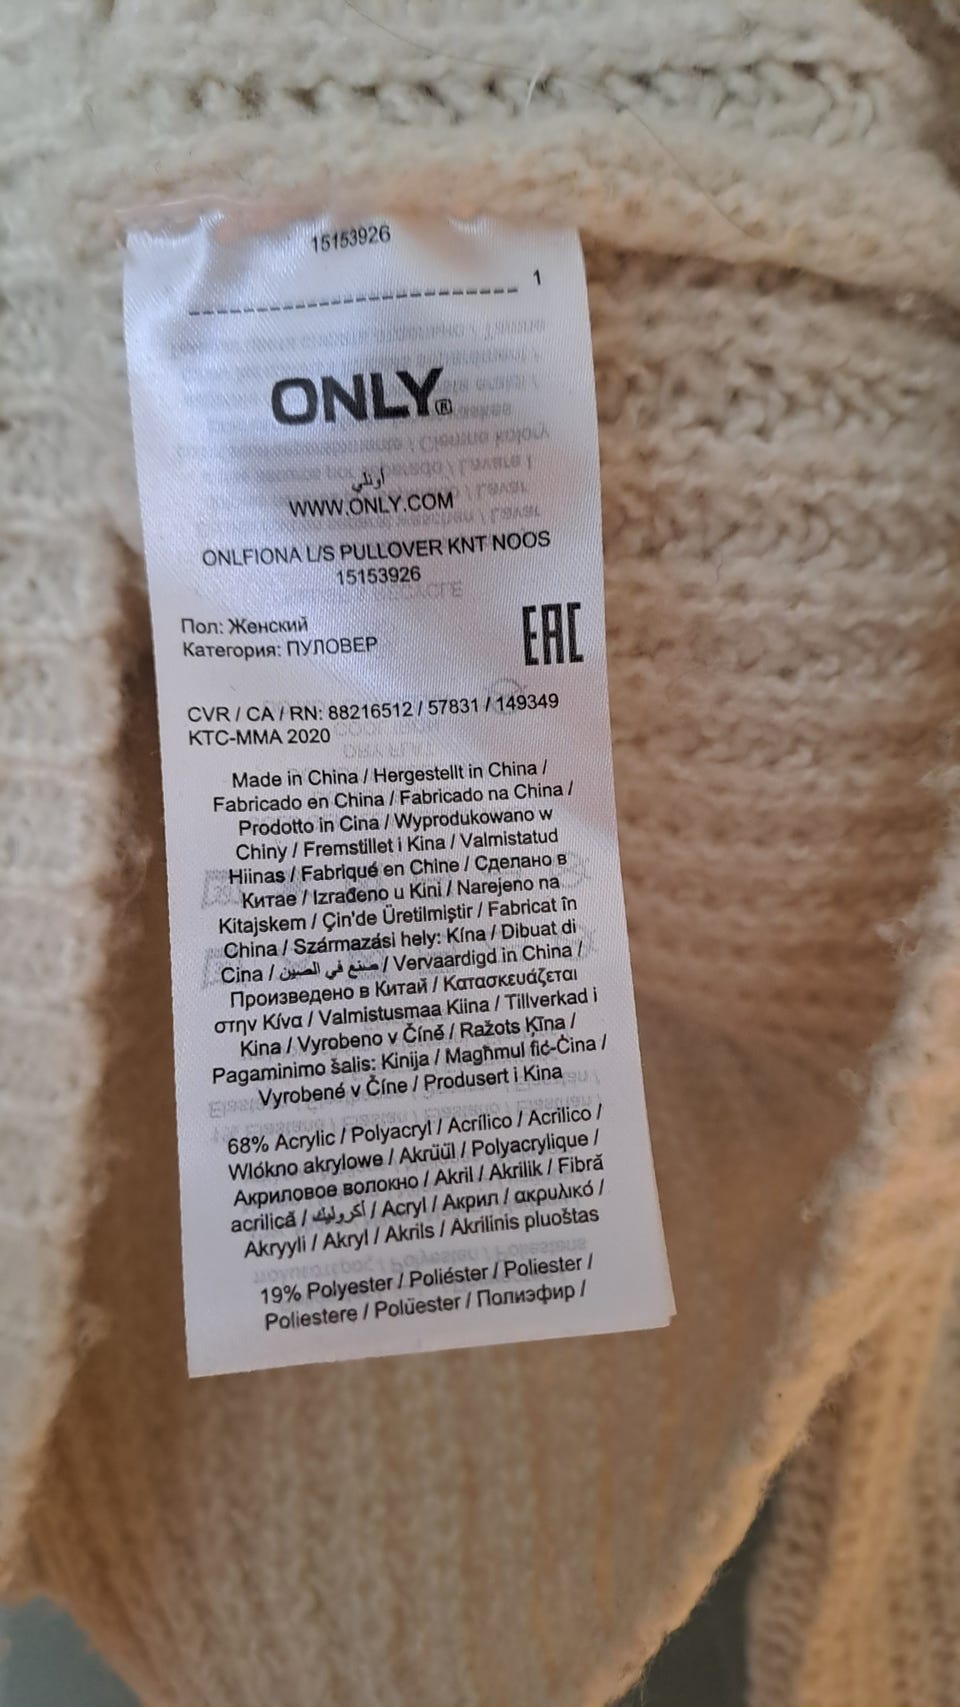 15153926
1
ONLY®
أونلي
WWW.ONLY.COM
ONLFIONA L/S PULLOVER KNT NOOS
15153926
Пол: Женский
Категория: ПУЛОВЕР
EAC
CVR / CA / RN: 88216512 / 57831 / 149349
KTC-MMA 2020
Made in China / Hergestellt in China /
Fabricado en China / Fabricado na China /
Prodotto in Cina / Wyprodukowano w
Chiny / Fremstillet i Kina / Valmistatud
Hiinas / Fabriqué en Chine / Сделано в
Китае / Izrađeno u Kini / Narejeno na
Kitajskem / Çin'de Üretilmiştir / Fabricat în
China / Származási hely: Kína / Dibuat di
Cina / صنع في الصين / Vervaardigd in China /
Произведено в Китай / Κατασκευάζεται
στην Κίνα / Valmistusmaa Kiina / Tillverkad i
Kina / Vyrobeno v Číně / Ražots Ķīna /
Pagaminimo šalis: Kinija / Magħmul fiċ-Ċina /
Vyrobené v Číne / Produsert i Kina
68% Acrylic / Polyacryl / Acrílico / Acrilico /
Wlókno akrylowe / Akrüül / Polyacrylique /
Акриловое волокно / Akril / Akrilik / Fibră
acrilică / أكروليك / Acryl / Акрил / ακρυλικό /
Akryyli / Akryl / Akrils / Akrilinis pluoštas
19% Polyester / Poliéster / Poliester /
Poliestere / Polüester / Полиэфир /